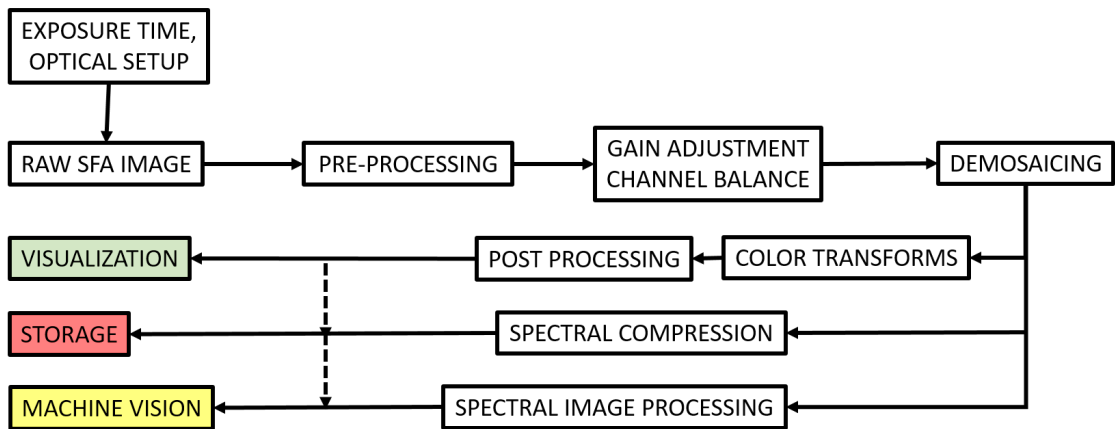 EXPOSURE TIME,
OPTICAL SETUP
RAW SFA IMAGE
PRE-PROCESSING
GAIN ADJUSTMENT
CHANNEL BALANCE
DEMOSAICING
VISUALIZATION
POST PROCESSING
COLOR TRANSFORMS
STORAGE
SPECTRAL COMPRESSION
MACHINE VISION
SPECTRAL IMAGE PROCESSING